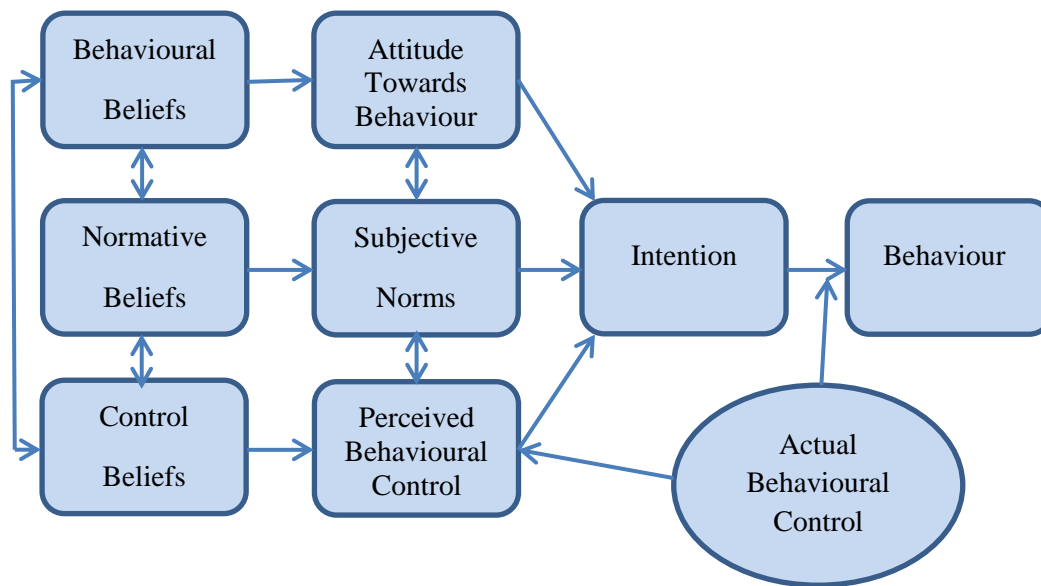 Behavioural
Beliefs
Attitude
Towards
Behaviour
Normative
Beliefs
Subjective
Norms
Intention
Behaviour
Control
Beliefs
Perceived
Behavioural
Control
Actual
Behavioural
Control